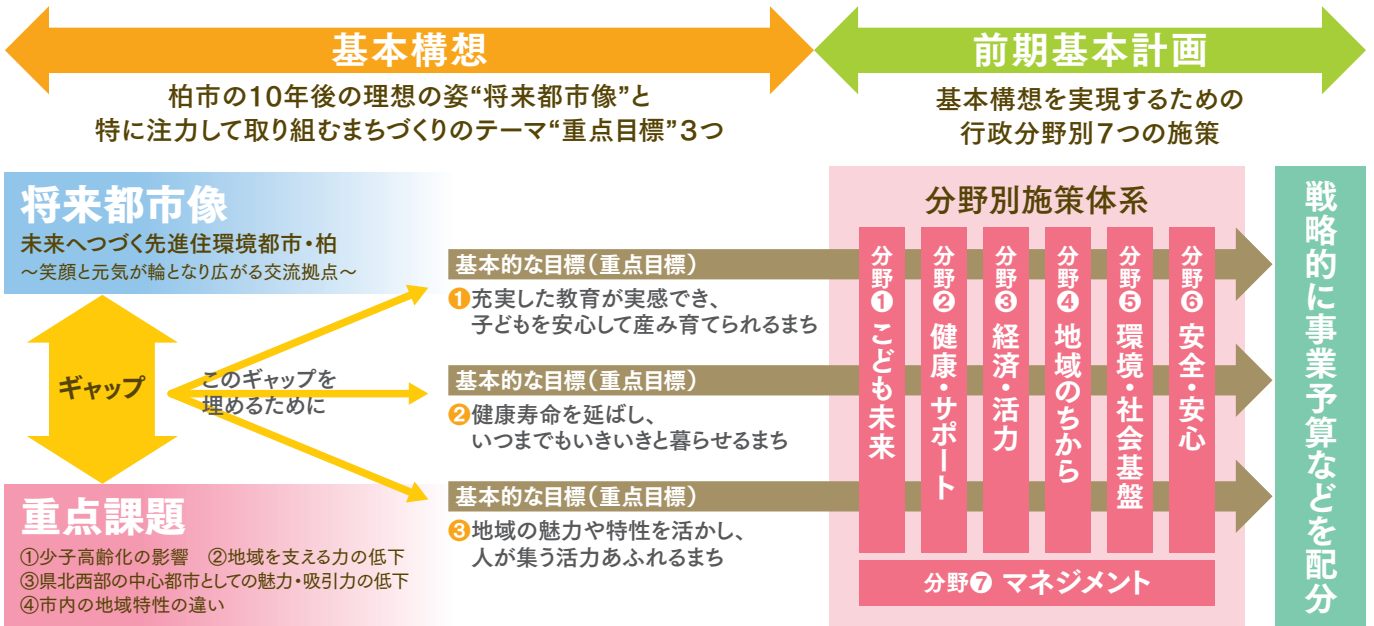 基本構想
柏市の10年後の理想の姿“将来都市像”と
特に注力して取り組むまちづくりのテーマ“重点目標”3つ
前期基本計画
基本構想を実現するための
行政分野別7つの施策
将来都市像
未来へつづく先進住環境都市・柏
～笑顔と元気が輪となり広がる交流拠点～
ギャップ
このギャップを
埋めるために
重点課題
①少子高齢化の影響　②地域を支える力の低下
③県北西部の中心都市としての魅力・吸引力の低下
④市内の地域特性の違い
基本的な目標（重点目標）
❶充実した教育が実感でき、
子どもを安心して産み育てられるまち
基本的な目標（重点目標）
❷健康寿命を延ばし、
いつまでもいきいきと暮らせるまち
基本的な目標（重点目標）
❸地域の魅力や特性を活かし、
人が集う活力あふれるまち
分野別施策体系
分野❶ こども未来
分野❷ 健康・サポート
分野❸ 経済・活力
分野❹ 地域のちから
分野❺ 環境・社会基盤
分野❻ 安全・安心
分野❼ マネジメント
戦略的に事業予算などを配分